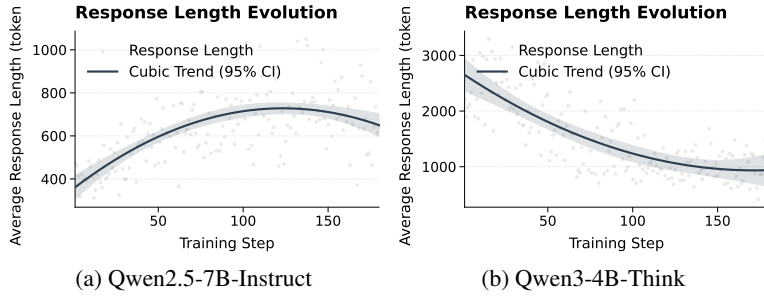 Response Length Evolution
Average Response Length (token
1000
800
600
400
Response Length
Cubic Trend (95% CI)
50
100
150
Training Step
(a) Qwen2.5-7B-Instruct
Response Length Evolution
Average Response Length (token
3000
2000
1000
Response Length
Cubic Trend (95% CI)
50
100
150
Training Step
(b) Qwen3-4B-Think